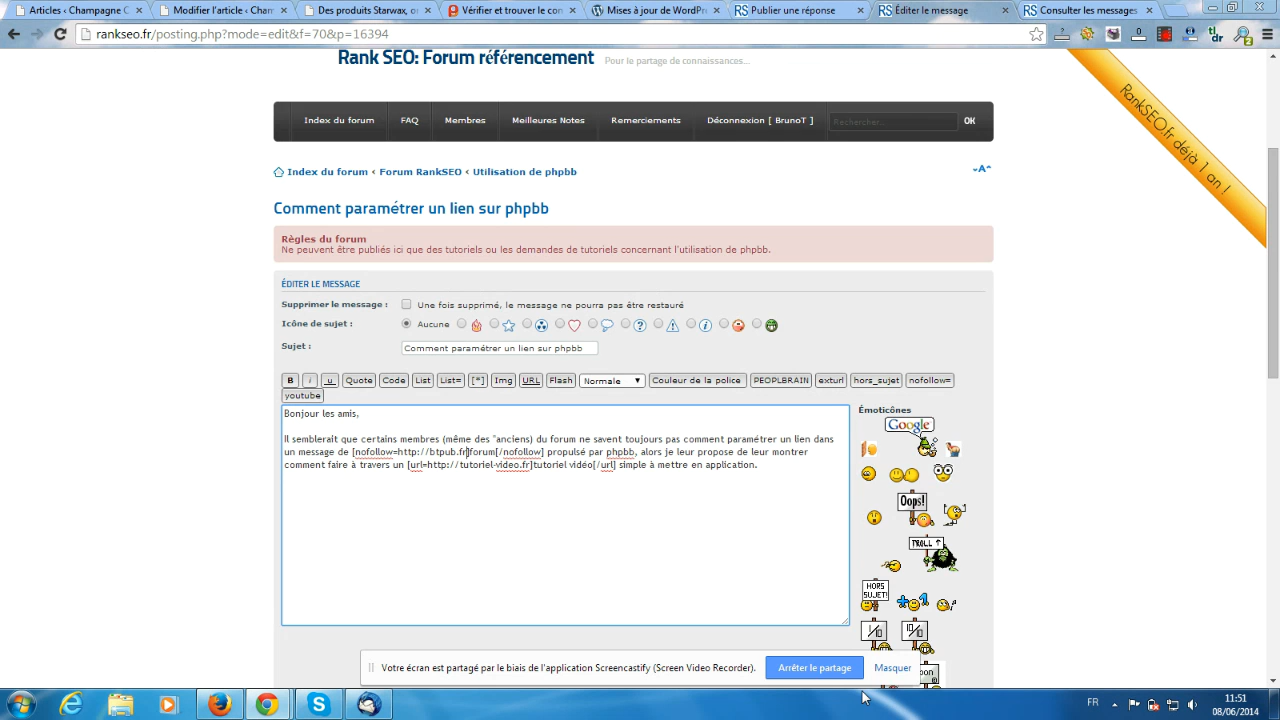 Articles ‹ Champagne C
Modifier l'article ‹ Cham
Des produits Starwax, o
Vérifier et trouver le con
Mises à jour de WordPr
Publier une réponse
Éditer le message
Consulter les messages
rankseo.fr/posting.php?mode=edit&f=70&p=16394
Rank SEO: Forum référencement
Pour le partage de connaissances...
RankSEO.fr déjà 1 an !
Index du forum
FAQ
Membres
Meilleures Notes
Remerciements
Déconnexion [ BrunoT ]
Rechercher...
OK
Index du forum ‹ Forum RankSEO ‹ Utilisation de phpbb
Comment paramétrer un lien sur phpbb
Règles du forum
Ne peuvent être publiés ici que des tutoriels ou les demandes de tutoriels concernant l'utilisation de phpbb.
ÉDITER LE MESSAGE
Supprimer le message : Une fois supprimé, le message ne pourra pas être restauré
Icône de sujet : Aucune
Sujet : Comment paramétrer un lien sur phpbb
B i u Quote Code List List= [*] Img URL Flash Normale Couleur de la police PEOPLBRAIN exturl hors_sujet nofollow=
youtube
Bonjour les amis,
Il semblerait que certains membres (même des "anciens) du forum ne savent toujours pas comment paramétrer un lien dans
un message de [nofollow=http://btpub.fr]forum[/nofollow] propulsé par phpbb, alors je leur propose de leur montrer
comment faire à travers un [url=http://tutoriel-video.fr]tutoriel vidéo[/url] simple à mettre en application.
Émoticônes
Google
Oops!
TROLL
HORS
SUJET!
Votre écran est partagé par le biais de l'application Screencastify (Screen Video Recorder).
Arrêter le partage
Masquer
FR
11:51
08/06/2014